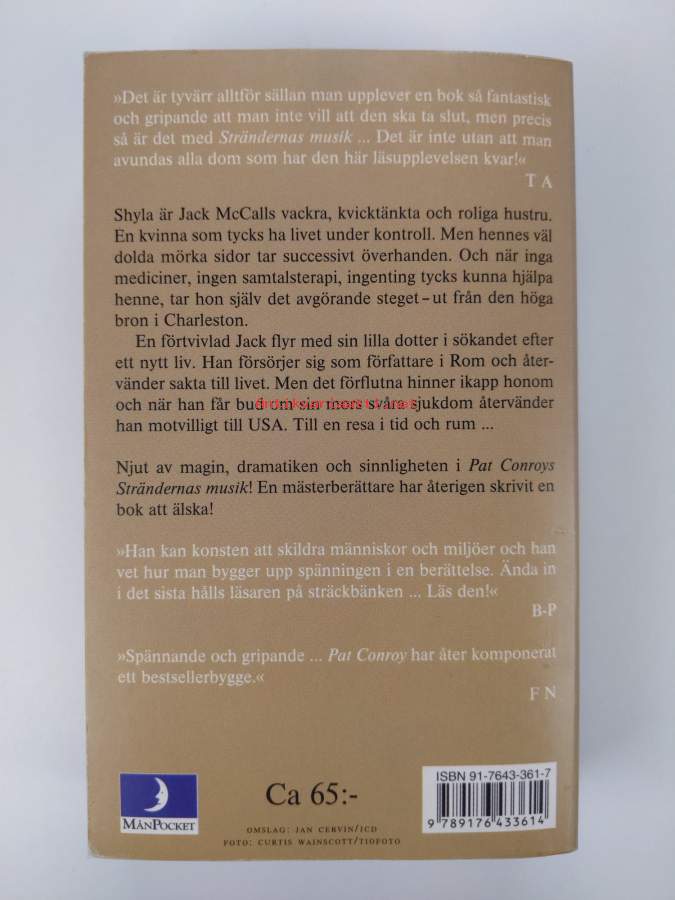 »Det är tyvärr alltför sällan man upplever en bok så fantastisk
och gripande att man inte vill att den ska ta slut, men precis
så är det med Strändernas musik ... Det är inte utan att man
avundas alla dom som har den här läsupplevelsen kvar!«
T A
Shyla är Jack McCalls vackra, kvicktänkta och roliga hustru.
En kvinna som tycks ha livet under kontroll. Men hennes väl
dolda mörka sidor tar successivt överhanden. Och när inga
mediciner, ingen samtalsterapi, ingenting tycks kunna hjälpa
henne, tar hon själv det avgörande steget – ut från den höga
bron i Charleston.
En förtvivlad Jack flyr med sin lilla dotter i sökandet efter
ett nytt liv. Han försörjer sig som författare i Rom och åter-
vänder sakta till livet. Men det förflutna hinner ikapp honom
och när han får bud om sin mors svåra sjukdom återvänder
han motvilligt till USA. Till en resa i tid och rum ...
Njut av magin, dramatiken och sinnligheten i Pat Conroys
Strändernas musik! En mästerberättare har återigen skrivit en
bok att älska!
»Han kan konsten att skildra människor och miljöer och han
vet hur man bygger upp spänningen i en berättelse. Ända in
i det sista hålls läsaren på sträckbänken ... Läs den!«
B-P
»Spännande och gripande ... Pat Conroy har åter komponerat
ett bestsellerbygge.«
F N
MÅNPOCKET
Ca 65:-
OMSLAG: JAN CERVIN/ICD
FOTO: CURTIS WAINSCOTT/TIOFOTO
ISBN 91-7643-361-7
9 789176 433614